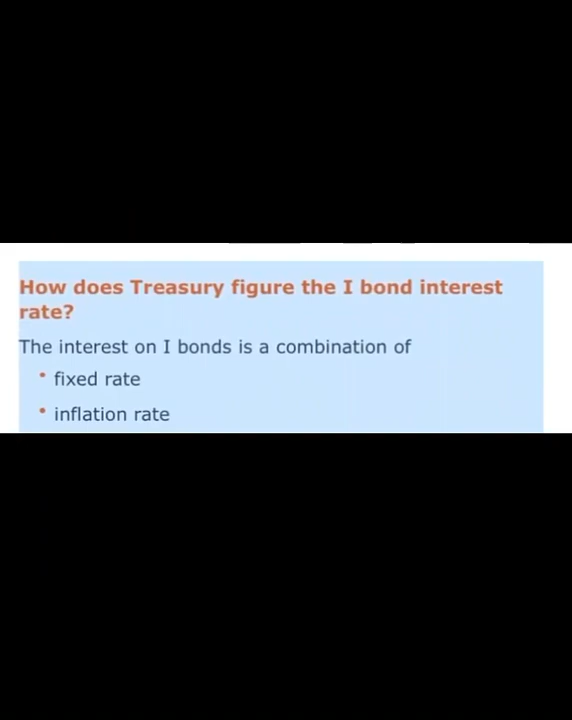 How does Treasury figure the I bond interest
rate?
The interest on I bonds is a combination of
• fixed rate
• inflation rate